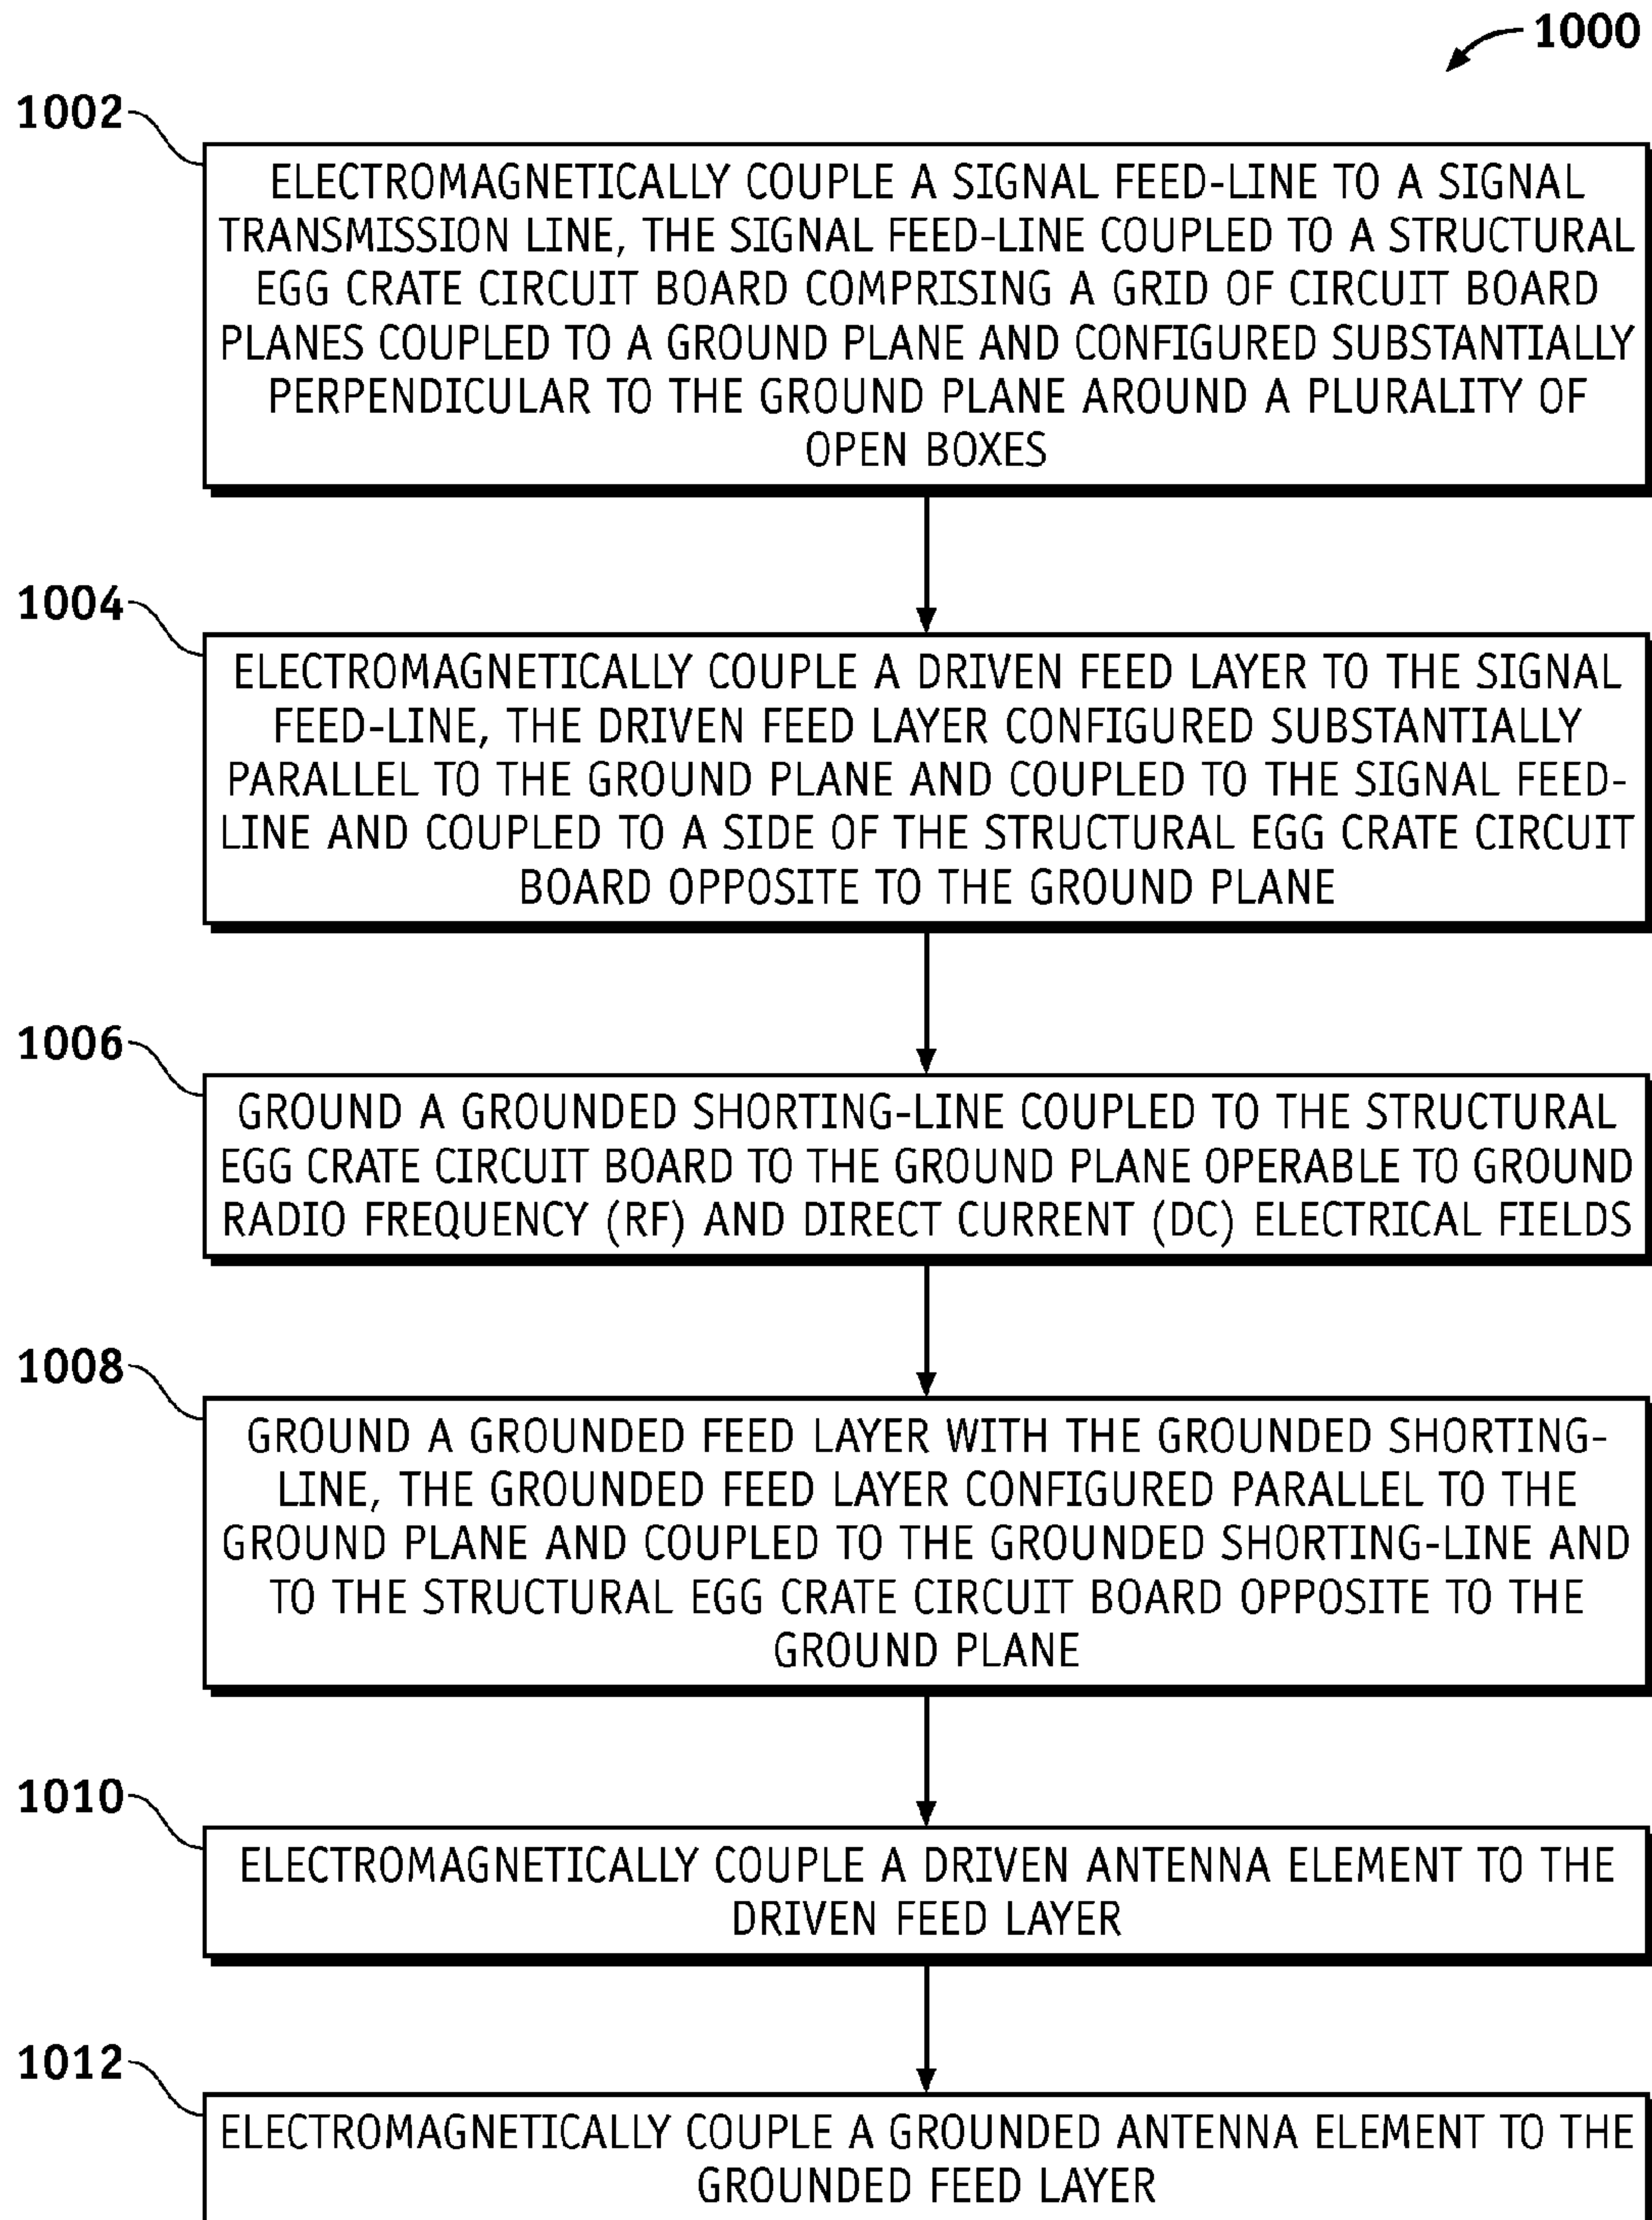 1000
1002
ELECTROMAGNETICALLY COUPLE A SIGNAL FEED-LINE TO A SIGNAL
TRANSMISSION LINE, THE SIGNAL FEED-LINE COUPLED TO A STRUCTURAL
EGG CRATE CIRCUIT BOARD COMPRISING A GRID OF CIRCUIT BOARD
PLANES COUPLED TO A GROUND PLANE AND CONFIGURED SUBSTANTIALLY
PERPENDICULAR TO THE GROUND PLANE AROUND A PLURALITY OF
OPEN BOXES
1004
ELECTROMAGNETICALLY COUPLE A DRIVEN FEED LAYER TO THE SIGNAL
FEED-LINE, THE DRIVEN FEED LAYER CONFIGURED SUBSTANTIALLY
PARALLEL TO THE GROUND PLANE AND COUPLED TO THE SIGNAL FEED-
LINE AND COUPLED TO A SIDE OF THE STRUCTURAL EGG CRATE CIRCUIT
BOARD OPPOSITE TO THE GROUND PLANE
1006
GROUND A GROUNDED SHORTING-LINE COUPLED TO THE STRUCTURAL
EGG CRATE CIRCUIT BOARD TO THE GROUND PLANE OPERABLE TO GROUND
RADIO FREQUENCY (RF) AND DIRECT CURRENT (DC) ELECTRICAL FIELDS
1008
GROUND A GROUNDED FEED LAYER WITH THE GROUNDED SHORTING-
LINE, THE GROUNDED FEED LAYER CONFIGURED PARALLEL TO THE
GROUND PLANE AND COUPLED TO THE GROUNDED SHORTING-LINE AND
TO THE STRUCTURAL EGG CRATE CIRCUIT BOARD OPPOSITE TO THE
GROUND PLANE
1010
ELECTROMAGNETICALLY COUPLE A DRIVEN ANTENNA ELEMENT TO THE
DRIVEN FEED LAYER
1012
ELECTROMAGNETICALLY COUPLE A GROUNDED ANTENNA ELEMENT TO THE
GROUNDED FEED LAYER